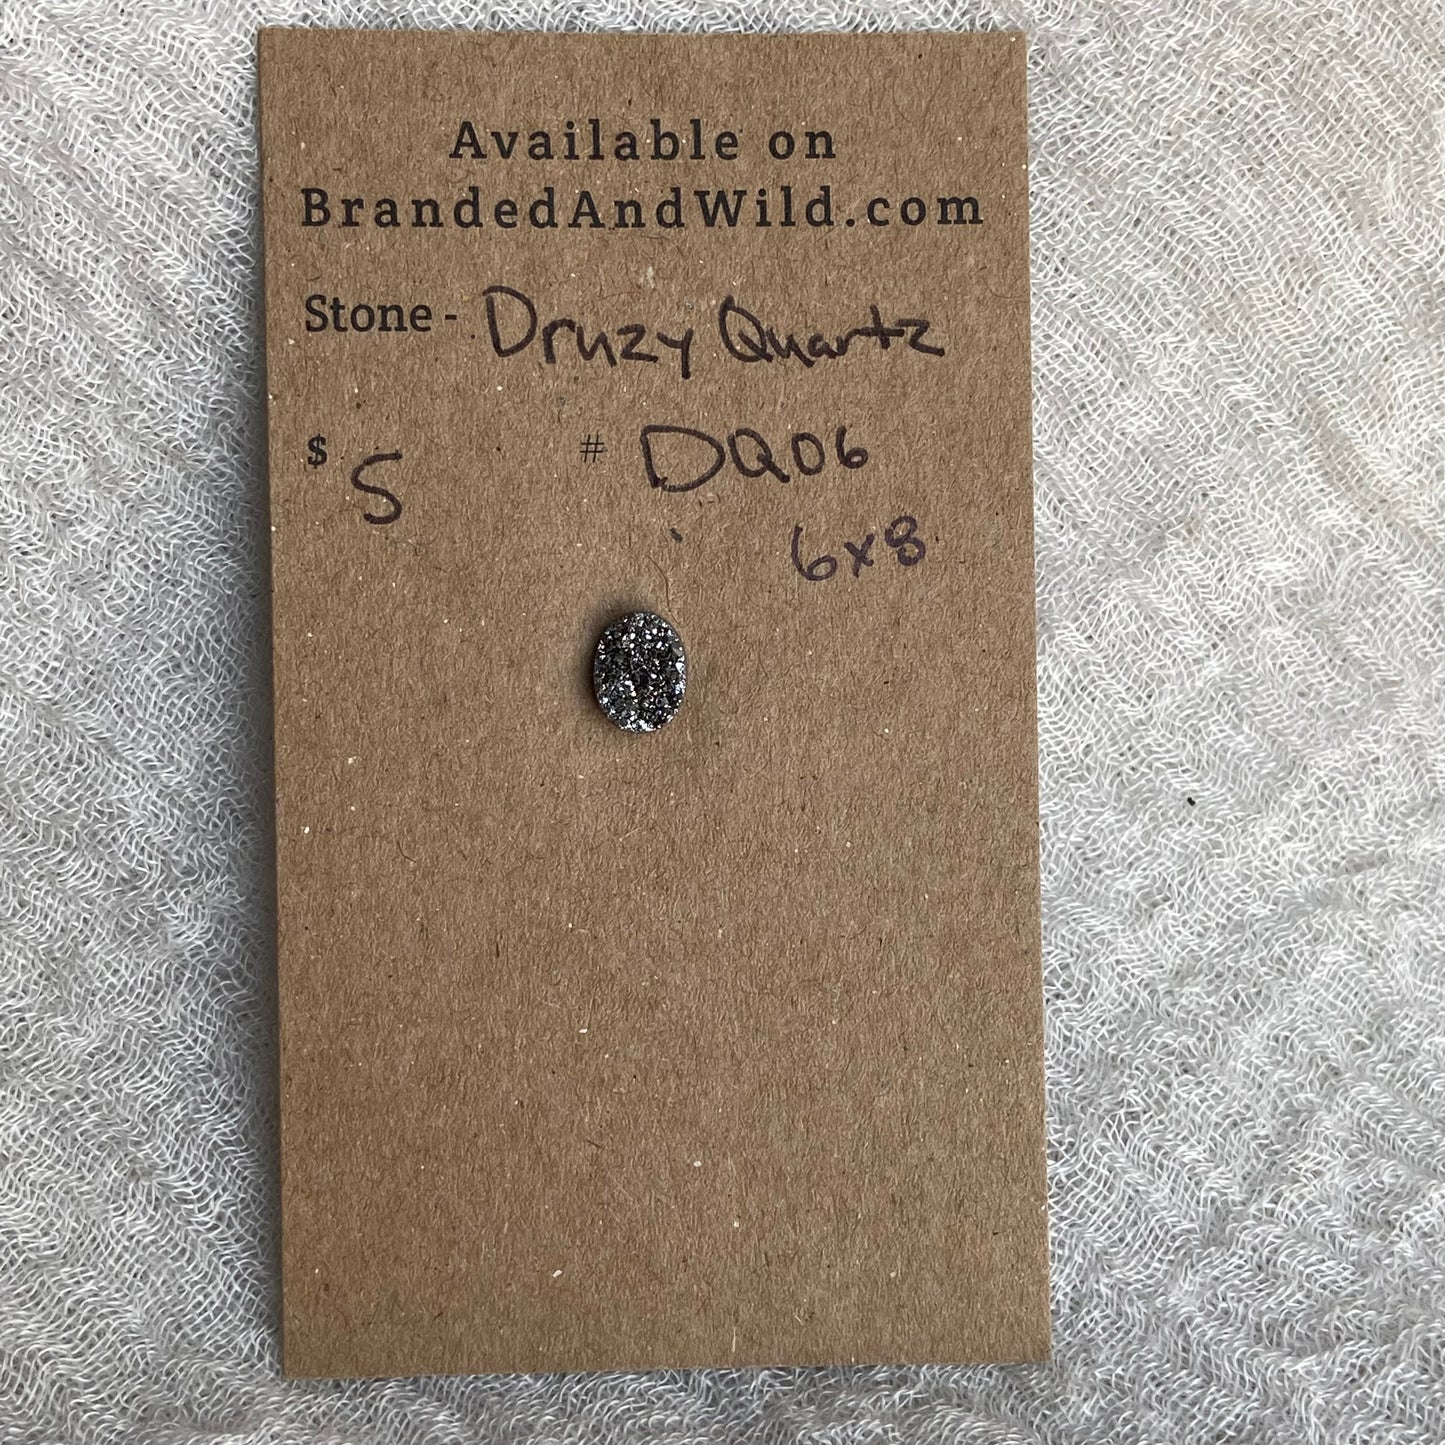 Available on
BrandedAndWild.com
Stone - Druzy Quartz
$ 5 # DQ06
6x8